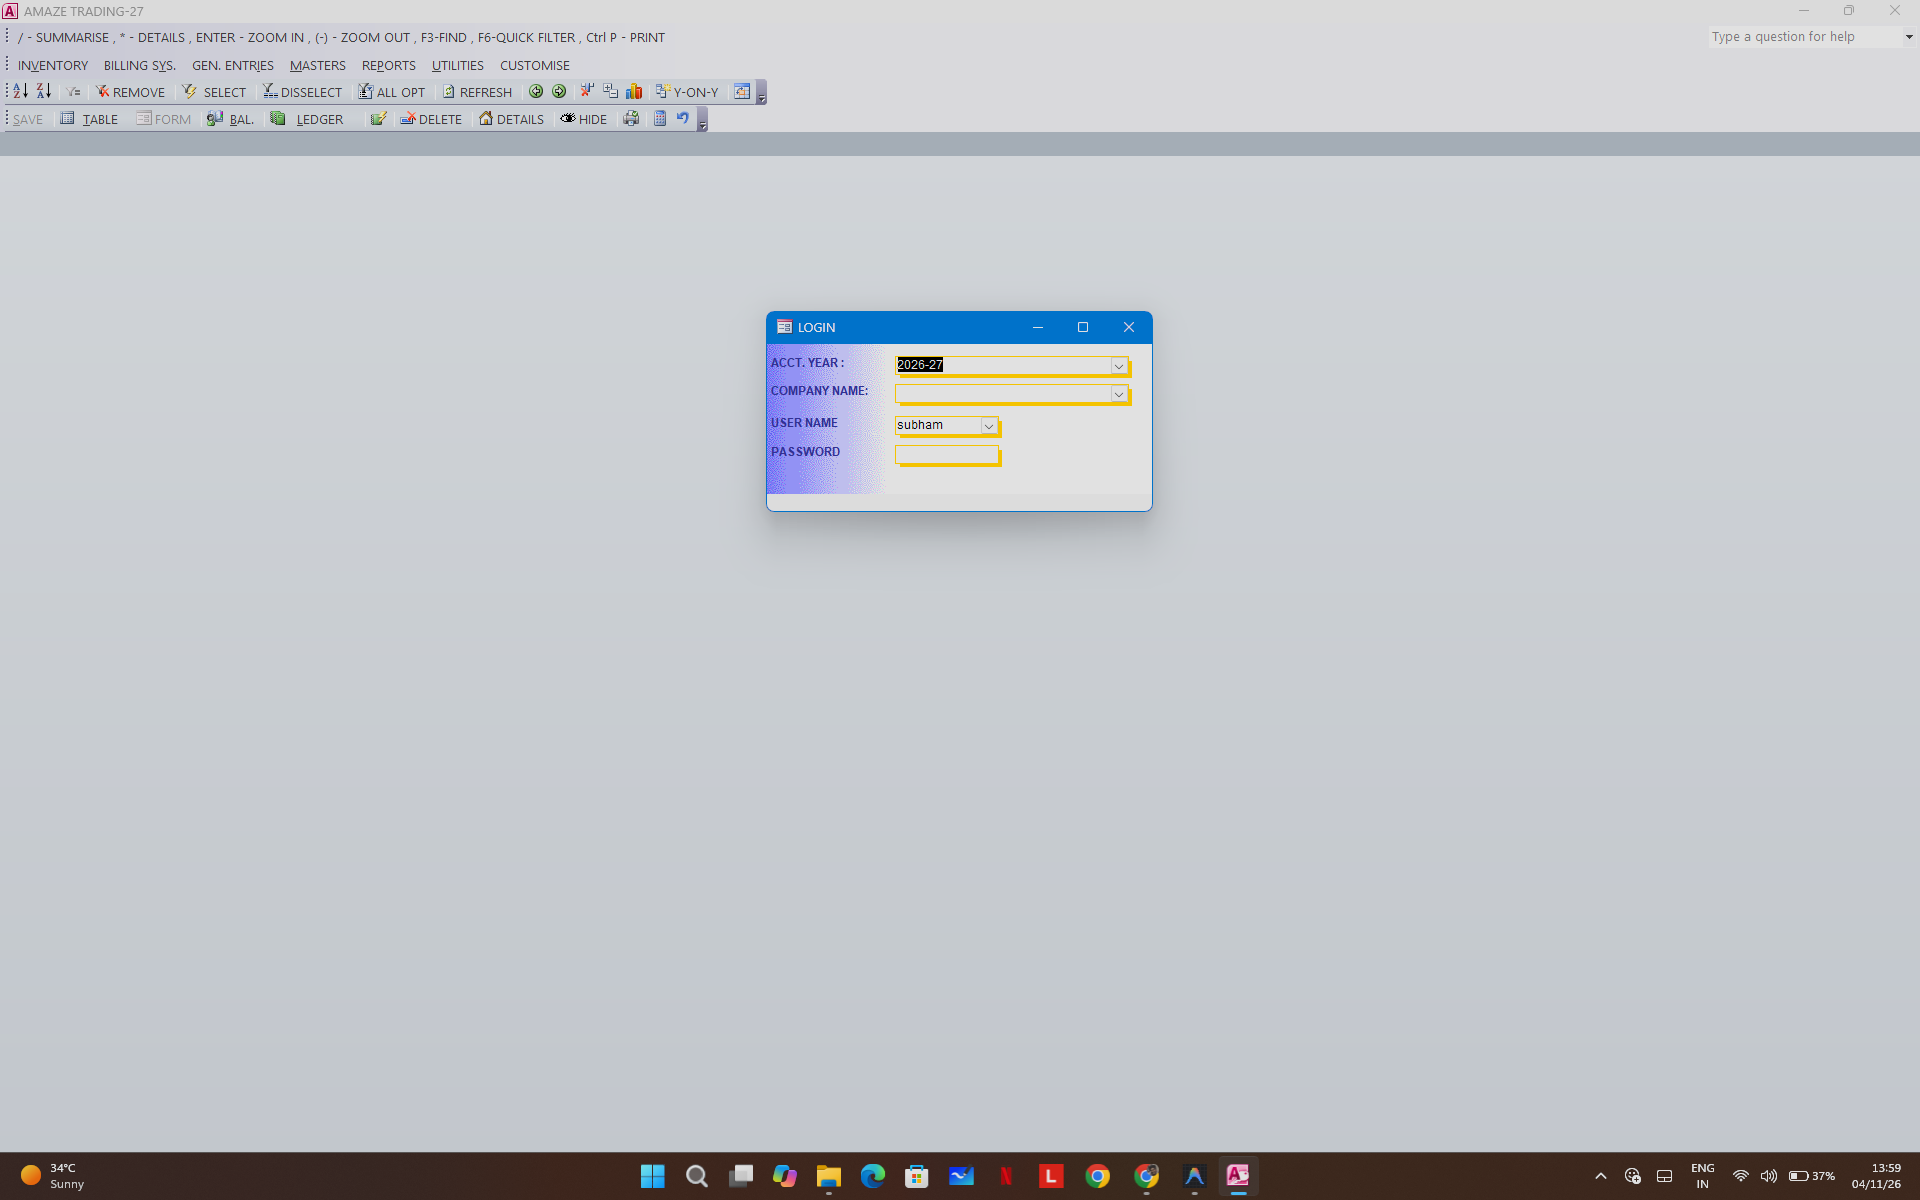 AMAZE TRADING-27
/ - SUMMARISE , * - DETAILS , ENTER - ZOOM IN , (-) - ZOOM OUT , F3-FIND , F6-QUICK FILTER , Ctrl P - PRINT
Type a question for help
INVENTORY BILLING SYS. GEN. ENTRIES MASTERS REPORTS UTILITIES CUSTOMISE
REMOVE SELECT DISSELECT ALL OPT REFRESH Y-ON-Y
SAVE TABLE FORM BAL. LEDGER DELETE DETAILS HIDE
LOGIN
ACCT. YEAR : 2026-27
COMPANY NAME:
USER NAME subham
PASSWORD
34°C
Sunny
ENG
IN
37%
13:59
04/11/26